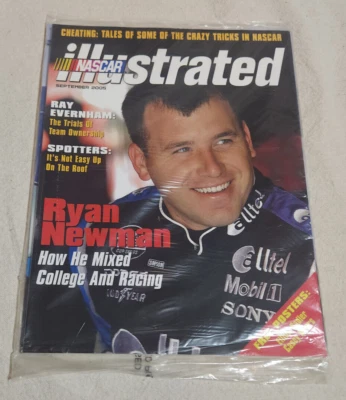 CHEATING: TALES OF SOME OF THE CRAZY TRICKS IN NASCAR
NASCAR
illustrated
SEPTEMBER 2005
RAY
EVERNHAM:
The Trials Of
Team Ownership
SPOTTERS:
It's Not Easy Up
On The Roof
Ryan
Newman
How He Mixed
College And Racing
Alltel
Alltel
Mobil 1
SONY
GOODYEAR
POSTERS: